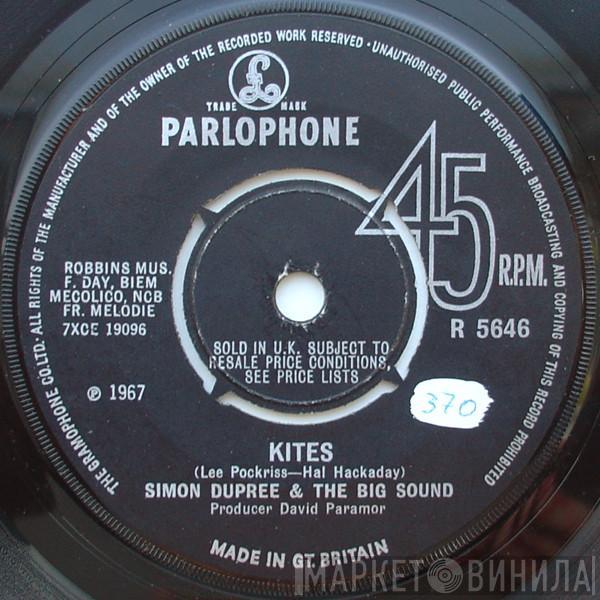 THE GRAMOPHONE CO. LTD. · ALL RIGHTS OF THE MANUFACTURER AND OF THE OWNER OF THE RECORDED WORK RESERVED · UNAUTHORISED PUBLIC PERFORMANCE BROADCASTING AND COPYING OF THIS RECORD PROHIBITED
£
TRADE MARK
PARLOPHONE
45
R.P.M.
ROBBINS MUS.
F. DAY, BIEM
MECOLICO, NCB
FR. MELODIE
7XCE 19096
R 5646
SOLD IN U.K. SUBJECT TO
RESALE PRICE CONDITIONS,
SEE PRICE LISTS
℗ 1967
370
KITES
(Lee Pockriss—Hal Hackaday)
SIMON DUPREE & THE BIG SOUND
Producer David Paramor
MADE IN GT. BRITAIN
МАРКЕТ ВИНИЛА